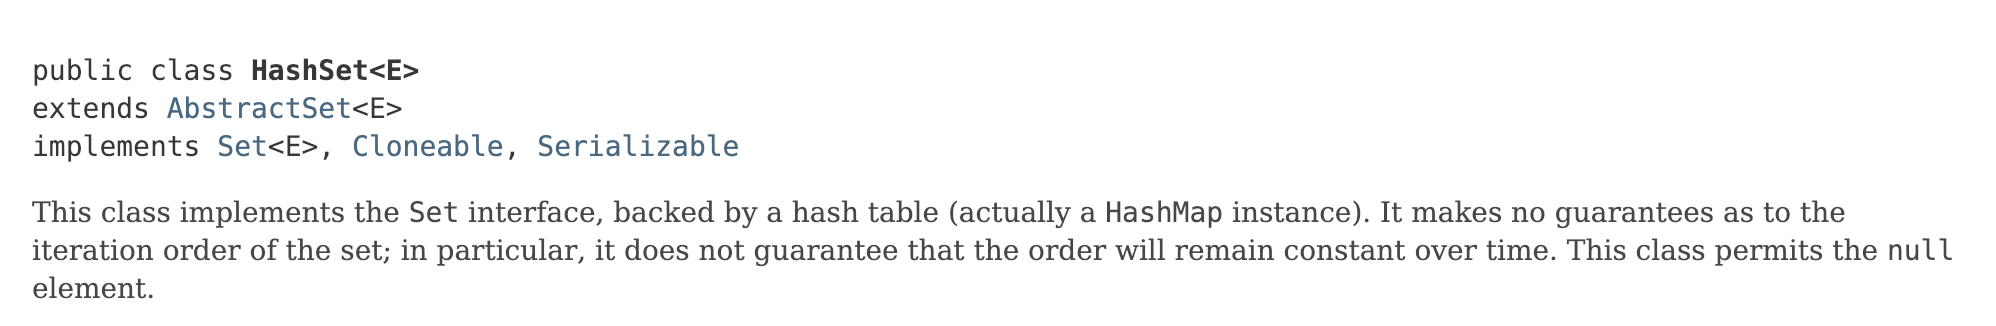 public class HashSet<E>
extends AbstractSet<E>
implements Set<E>, Cloneable, Serializable
This class implements the Set interface, backed by a hash table (actually a HashMap instance). It makes no guarantees as to the
iteration order of the set; in particular, it does not guarantee that the order will remain constant over time. This class permits the null
element.